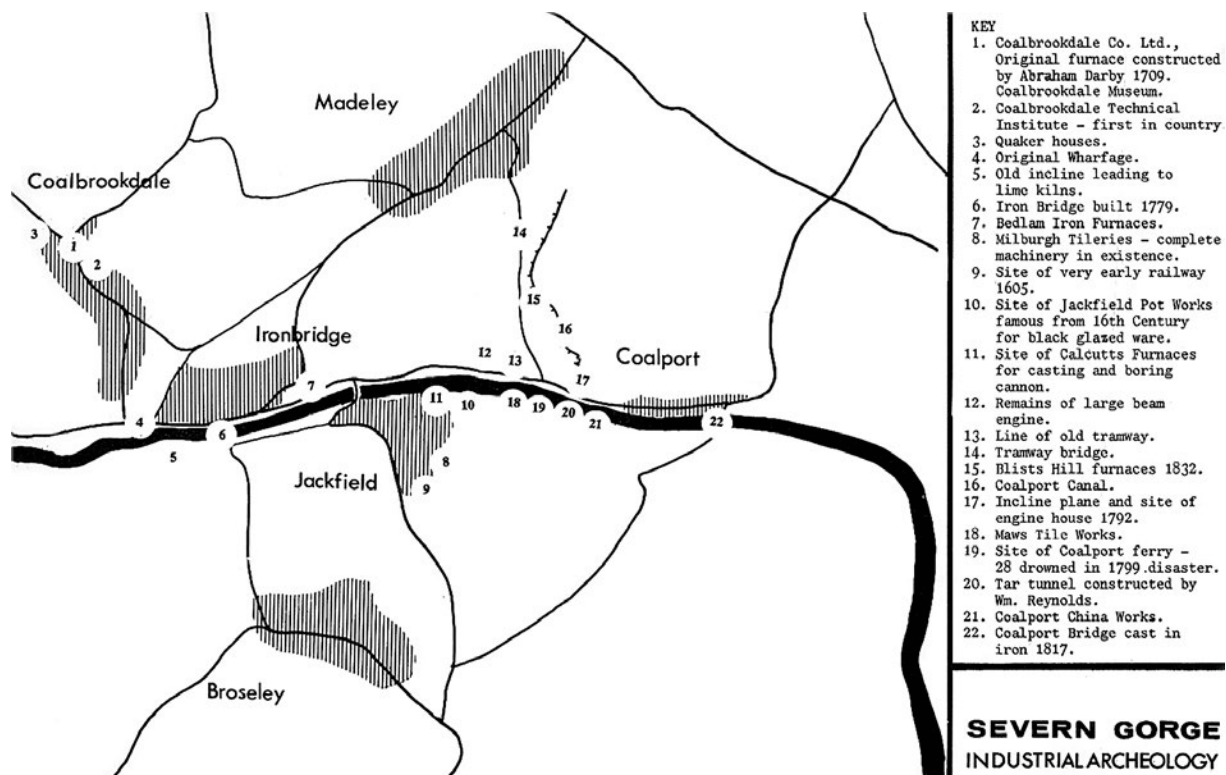 Madeley
Coalbrookdale
3
1
2
14
15
16
Ironbridge
12
13
Coalport
7
17
11
10
18
19
20
4
6
21
22
5
8
Jackfield
9
Broseley
KEY
1. Coalbrookdale Co. Ltd.,
Original furnace constructed
by Abraham Darby 1709.
Coalbrookdale Museum.
2. Coalbrookdale Technical
Institute - first in country.
3. Quaker houses.
4. Original Wharfage.
5. Old incline leading to
lime kilns.
6. Iron Bridge built 1779.
7. Bedlam Iron Furnaces.
8. Milburgh Tileries - complete
machinery in existence.
9. Site of very early railway
1605.
10. Site of Jackfield Pot Works
famous from 16th Century
for black glazed ware.
11. Site of Calcutts Furnaces
for casting and boring
cannon.
12. Remains of large beam
engine.
13. Line of old tramway.
14. Tramway bridge.
15. Blists Hill furnaces 1832.
16. Coalport Canal.
17. Incline plane and site of
engine house 1792.
18. Maws Tile Works.
19. Site of Coalport ferry -
28 drowned in 1799.disaster.
20. Tar tunnel constructed by
Wm. Reynolds.
21. Coalport China Works.
22. Coalport Bridge cast in
iron 1817.
SEVERN GORGE
INDUSTRIAL ARCHEOLOGY